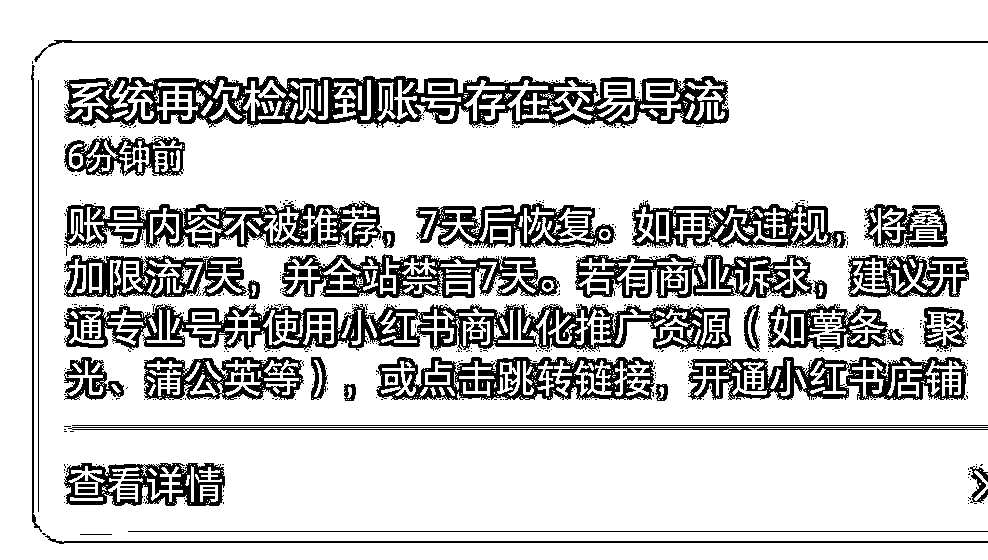 系统再次检测到账号存在交易导流
6分钟前
账号内容不被推荐，7天后恢复。如再次违规，将叠
加限流7天，并全站禁言7天。若有商业诉求，建议开
通专业号并使用小红书商业化推广资源（如薯条、聚
光、蒲公英等），或点击跳转链接，开通小红书店铺
查看详情